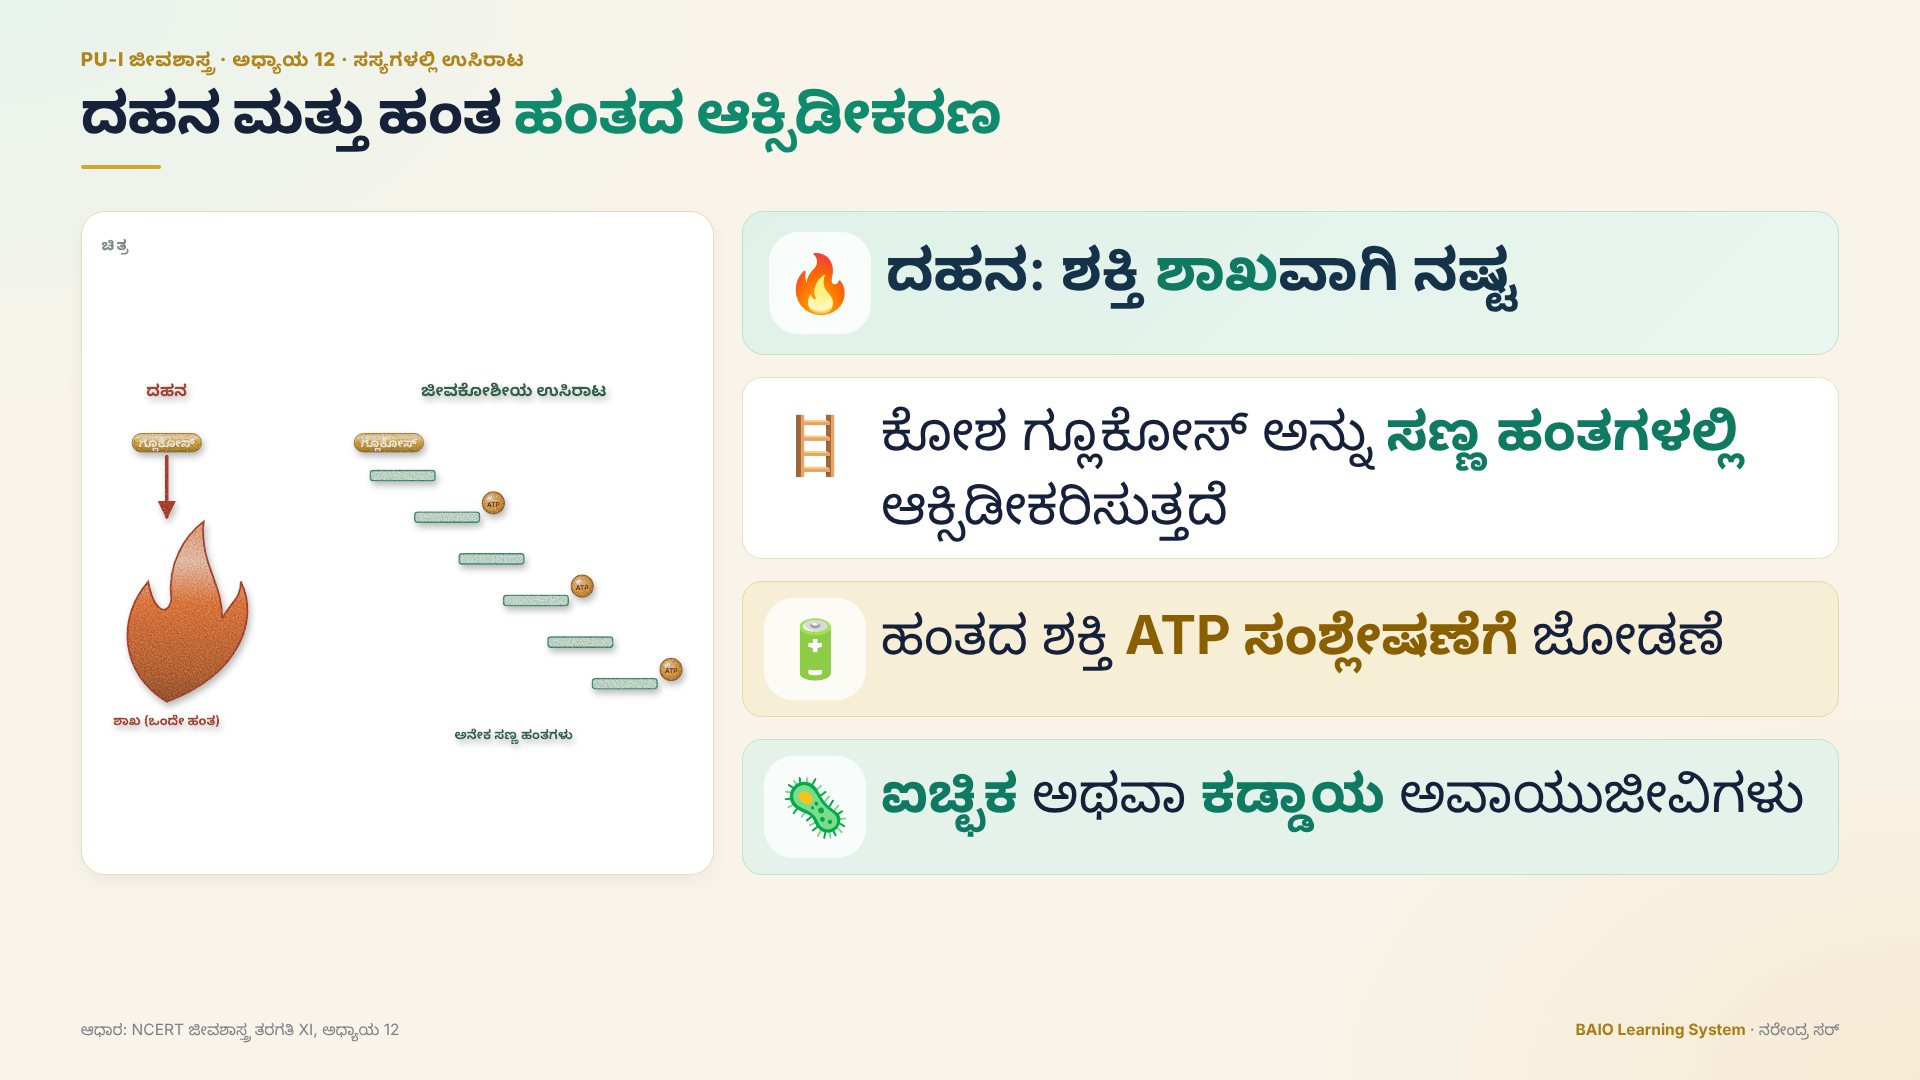 PU-I ಜೀವಶಾಸ್ತ್ರ · ಅಧ್ಯಾಯ 12 · ಸಸ್ಯಗಳಲ್ಲಿ ಉಸಿರಾಟ
ದಹನ ಮತ್ತು ಹಂತ ಹಂತದ ಆಕ್ಸಿಡೀಕರಣ
ಚಿತ್ರ
ದಹನ
ಗ್ಲೂಕೋಸ್
ಶಾಖ (ಒಂದೇ ಹಂತ)
ಜೀವಕೋಶೀಯ ಉಸಿರಾಟ
ಗ್ಲೂಕೋಸ್
ATP
ATP
ATP
ಅನೇಕ ಸಣ್ಣ ಹಂತಗಳು
ದಹನ: ಶಕ್ತಿ ಶಾಖವಾಗಿ ನಷ್ಟ
ಕೋಶ ಗ್ಲೂಕೋಸ್ ಅನ್ನು ಸಣ್ಣ ಹಂತಗಳಲ್ಲಿ
ಆಕ್ಸಿಡೀಕರಿಸುತ್ತದೆ
ಹಂತದ ಶಕ್ತಿ ATP ಸಂಶ್ಲೇಷಣೆಗೆ ಜೋಡಣೆ
ಐಚ್ಛಿಕ ಅಥವಾ ಕಡ್ಡಾಯ ಅವಾಯುಜೀವಿಗಳು
ಆಧಾರ: NCERT ಜೀವಶಾಸ್ತ್ರ ತರಗತಿ XI, ಅಧ್ಯಾಯ 12
BAIO Learning System · ನರೇಂದ್ರ ಸರ್